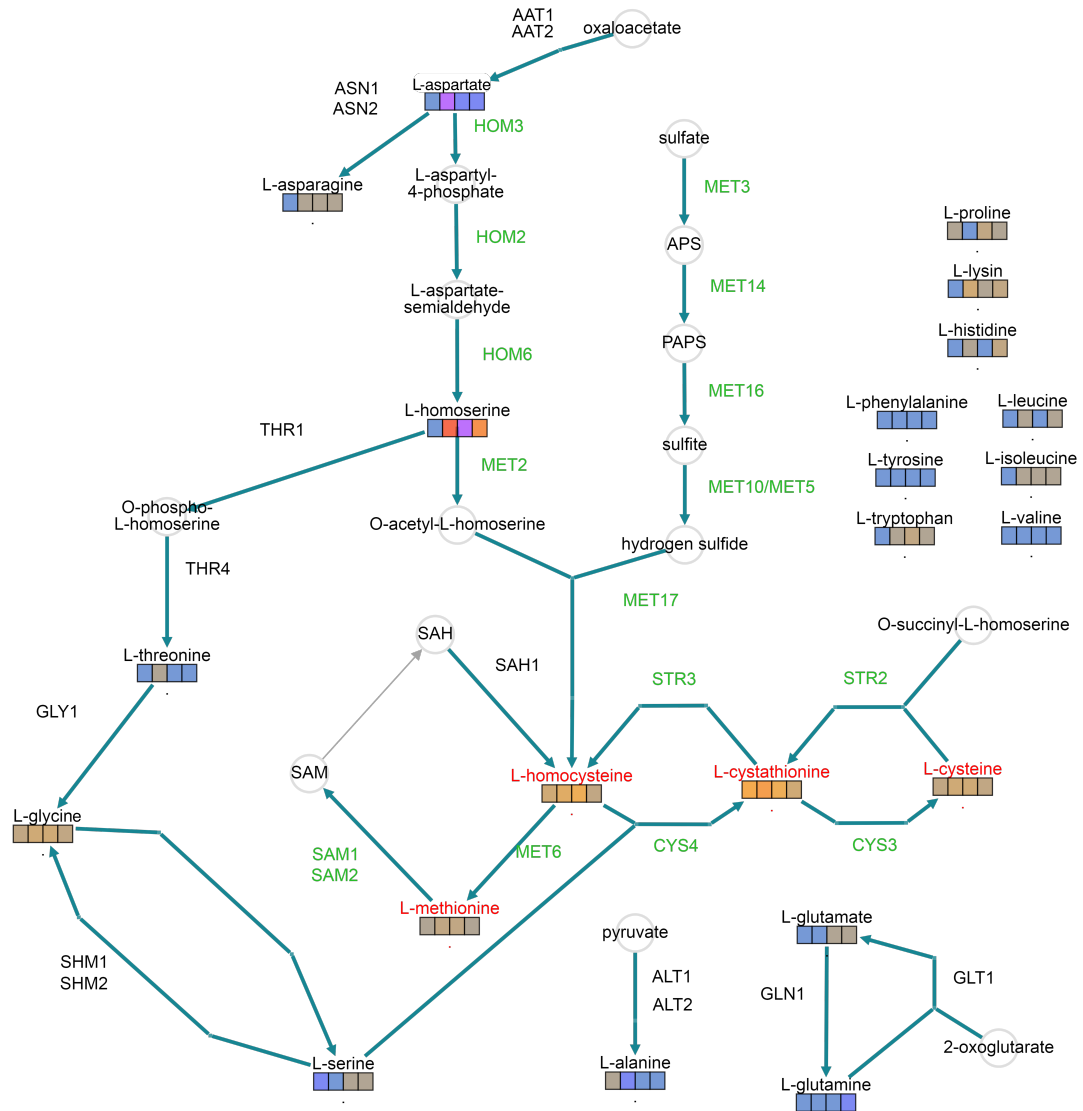 AAT1
AAT2
oxaloacetate
L-aspartate
ASN1
ASN2
HOM3
sulfate
L-asparagine
L-aspartyl-
4-phosphate
MET3
L-proline
HOM2
APS
L-lysin
MET14
L-aspartate-
semialdehyde
L-histidine
PAPS
HOM6
MET16
L-homoserine
L-phenylalanine
L-leucine
THR1
sulfite
MET2
L-tyrosine
L-isoleucine
MET10/MET5
O-phospho-
L-homoserine
O-acetyl-L-homoserine
L-tryptophan
L-valine
hydrogen sulfide
THR4
MET17
SAH
O-succinyl-L-homoserine
L-threonine
SAH1
STR3
STR2
GLY1
SAM
L-homocysteine
L-cystathionine
L-cysteine
L-glycine
SAM1
SAM2
MET6
CYS4
CYS3
L-methionine
pyruvate
L-glutamate
SHM1
SHM2
ALT1
ALT2
GLN1
GLT1
2-oxoglutarate
L-serine
L-alanine
L-glutamine